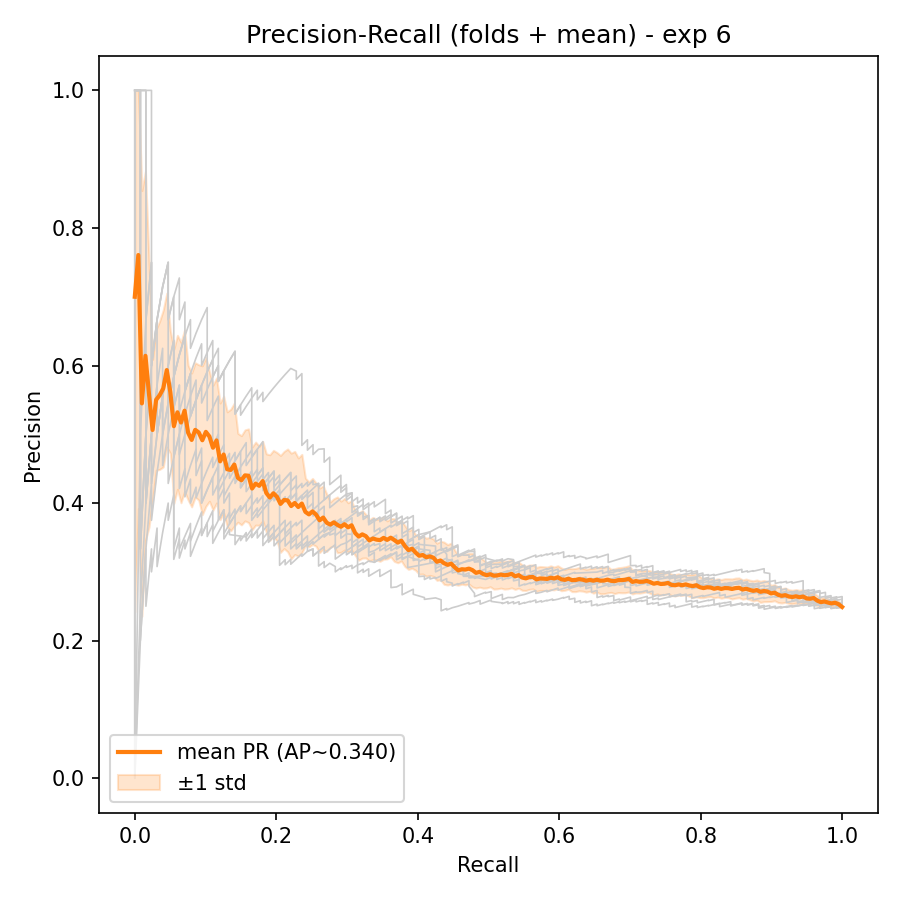 Precision-Recall (folds + mean) - exp 6
1.0
0.8
0.6
0.4
0.2
0.0
Precision
mean PR (AP~0.340)
±1 std
0.0 0.2 0.4 0.6 0.8 1.0
Recall